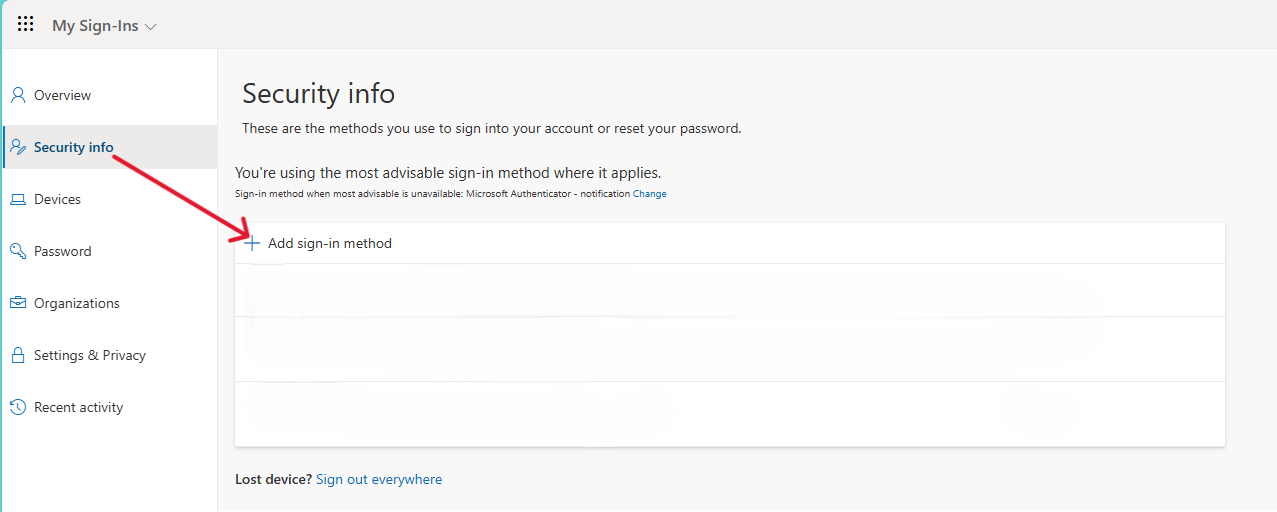 My Sign-Ins
Overview
Security info
Devices
Password
Organizations
Settings & Privacy
Recent activity
Security info
These are the methods you use to sign into your account or reset your password.
You're using the most advisable sign-in method where it applies.
Sign-in method when most advisable is unavailable: Microsoft Authenticator - notification Change
Add sign-in method
Lost device? Sign out everywhere